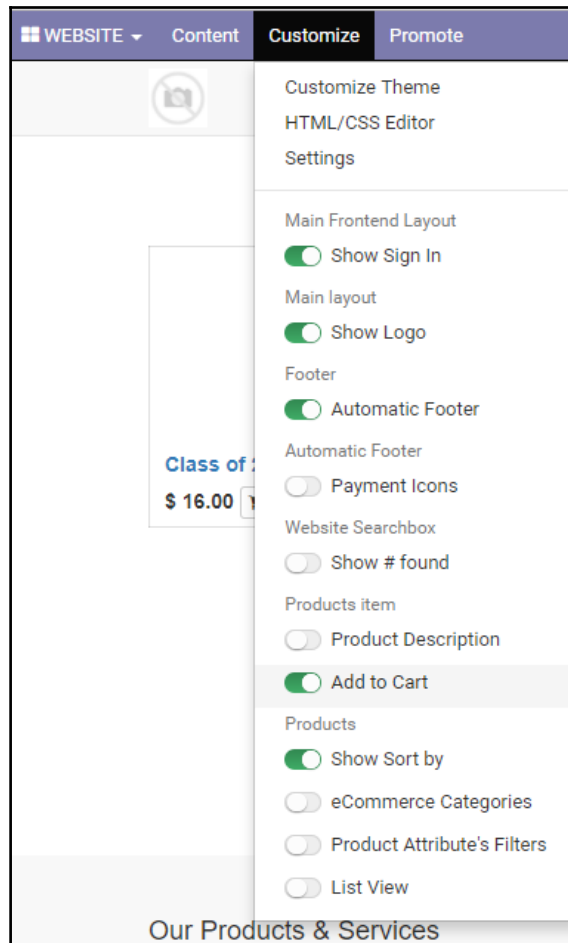 WEBSITE Content Customize Promote
Customize Theme
HTML/CSS Editor
Settings
Main Frontend Layout
Show Sign In
Main layout
Show Logo
Footer
Automatic Footer
Automatic Footer
Payment Icons
Website Searchbox
Show # found
Products item
Product Description
Add to Cart
Products
Show Sort by
eCommerce Categories
Product Attribute's Filters
List View
Class of
$ 16.00
Our Products & Services